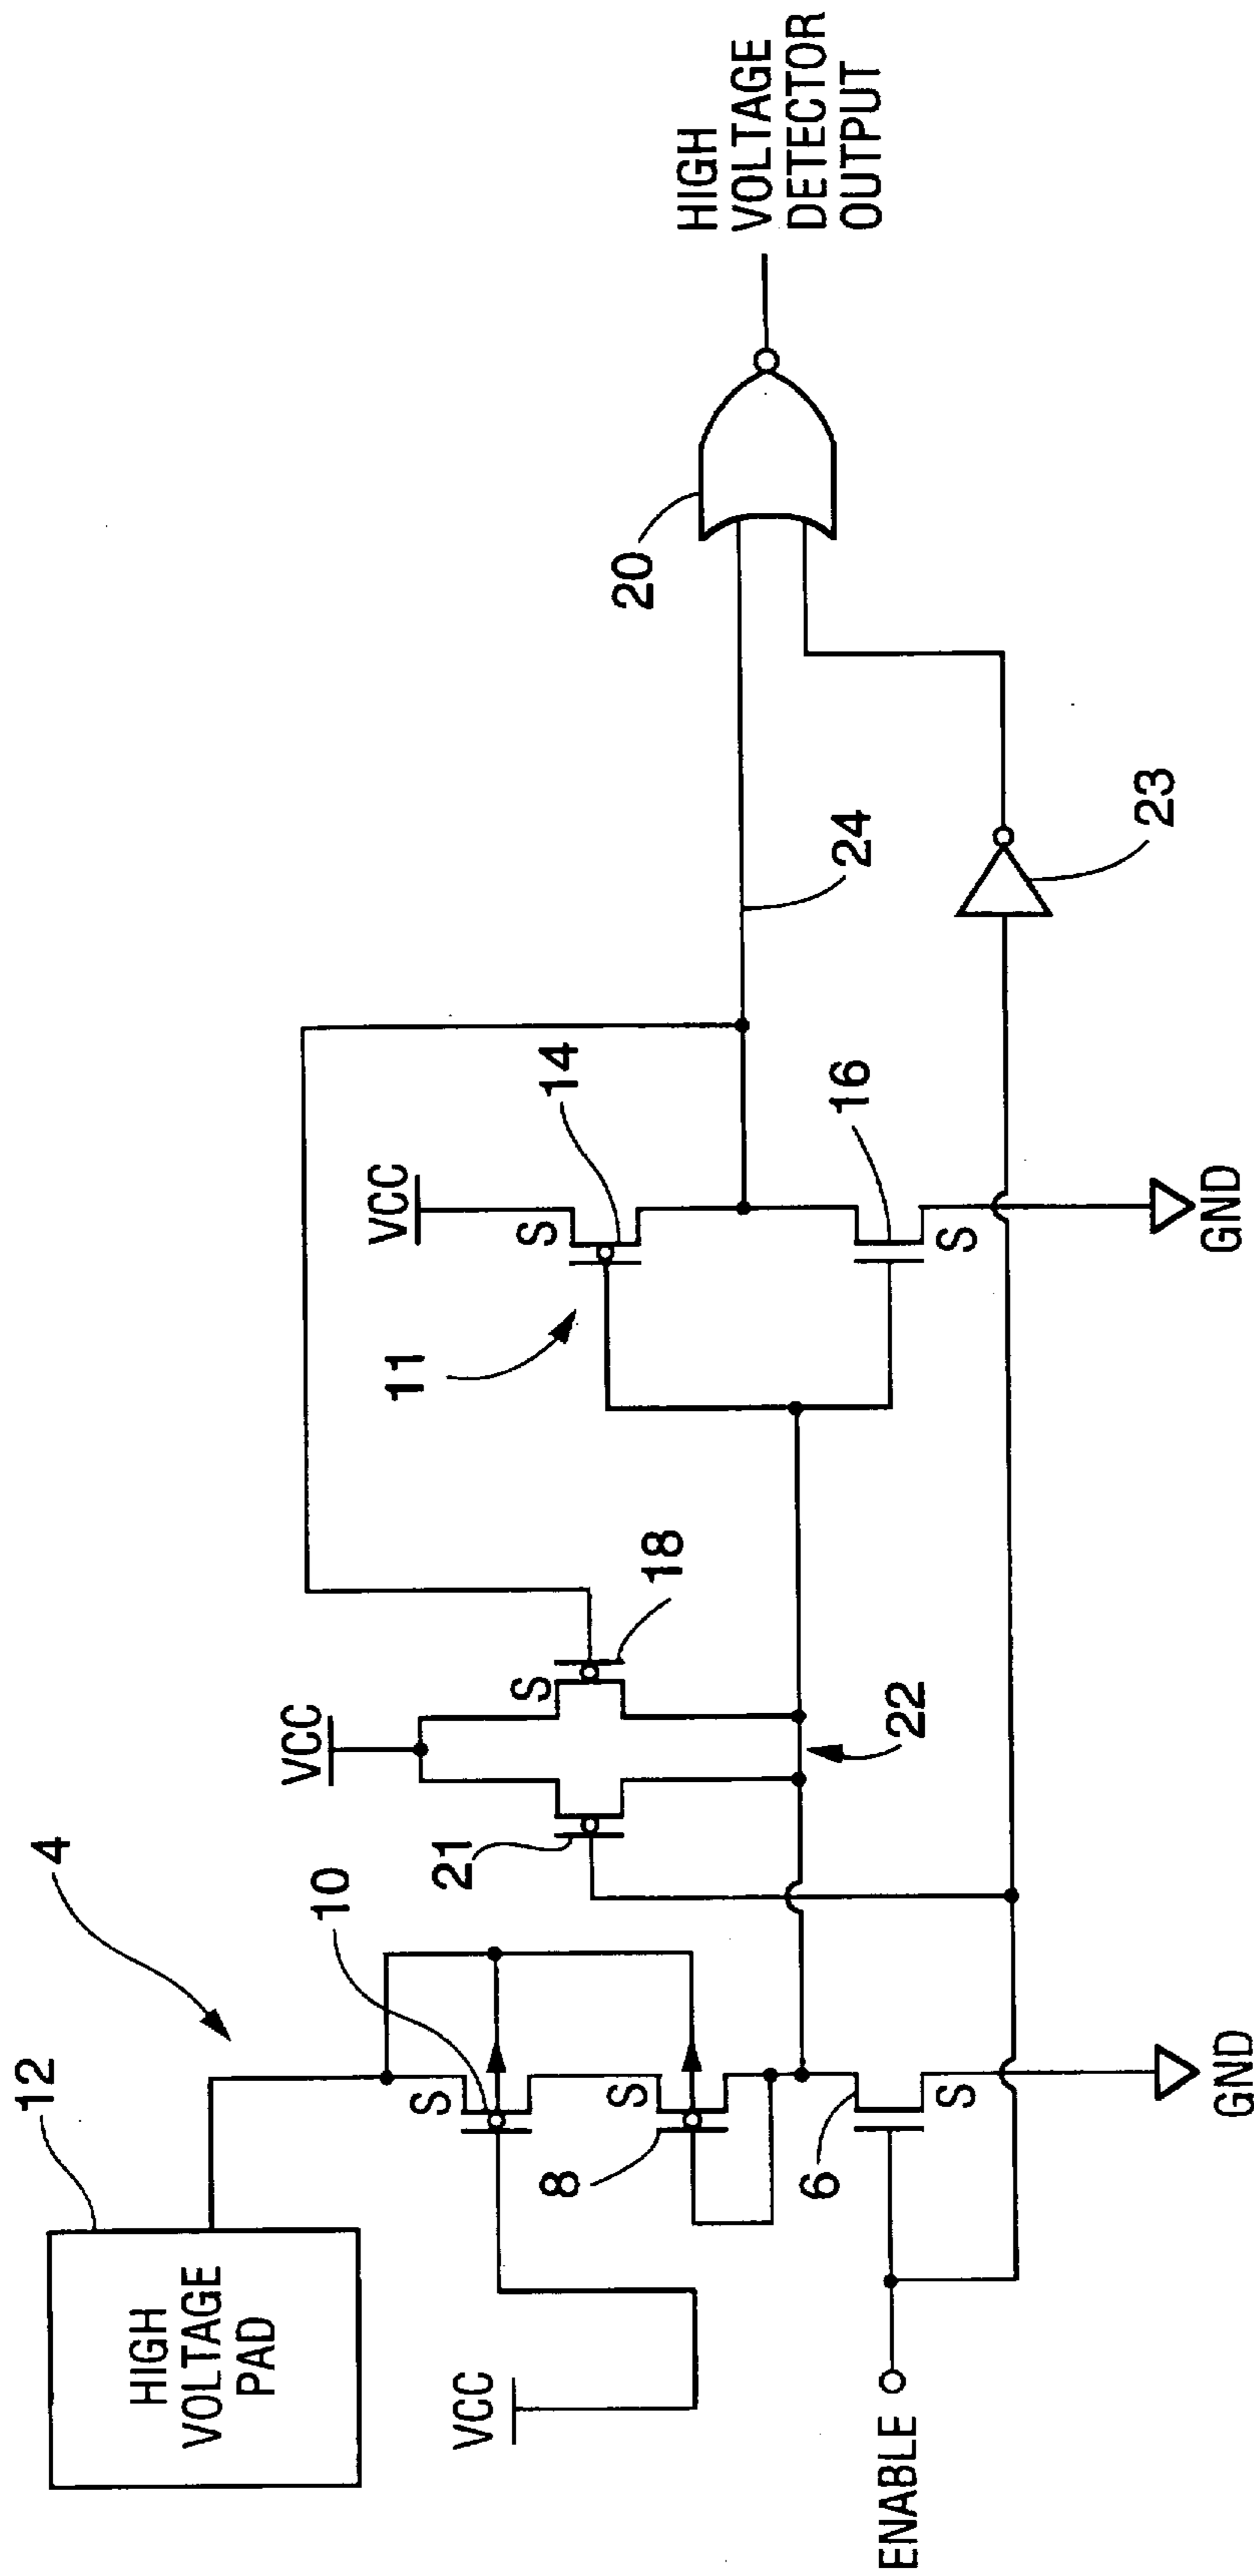 4
12
HIGH
VOLTAGE
PAD
VCC
10
S
8
S
6
S
GND
ENABLE
VCC
21
S
18
22
11
VCC
S
14
16
S
GND
24
23
20
HIGH
VOLTAGE
DETECTOR
OUTPUT